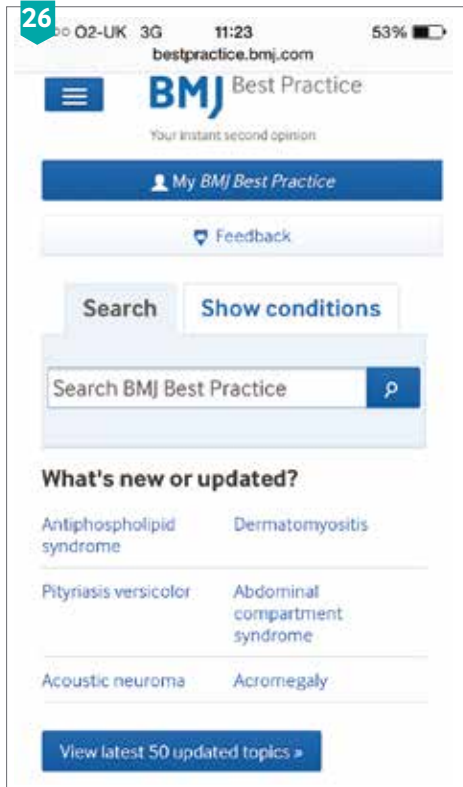 26
O2-UK 3G 11:23 53%
bestpractice.bmj.com
BMJ Best Practice
Your instant second opinion
My BMJ Best Practice
Feedback
Search Show conditions
Search BMJ Best Practice
What's new or updated?
Antiphospholipid Dermatomyositis
syndrome
Pityriasis versicolor Abdominal
compartment
syndrome
Acoustic neuroma Acromegaly
View latest 50 updated topics »